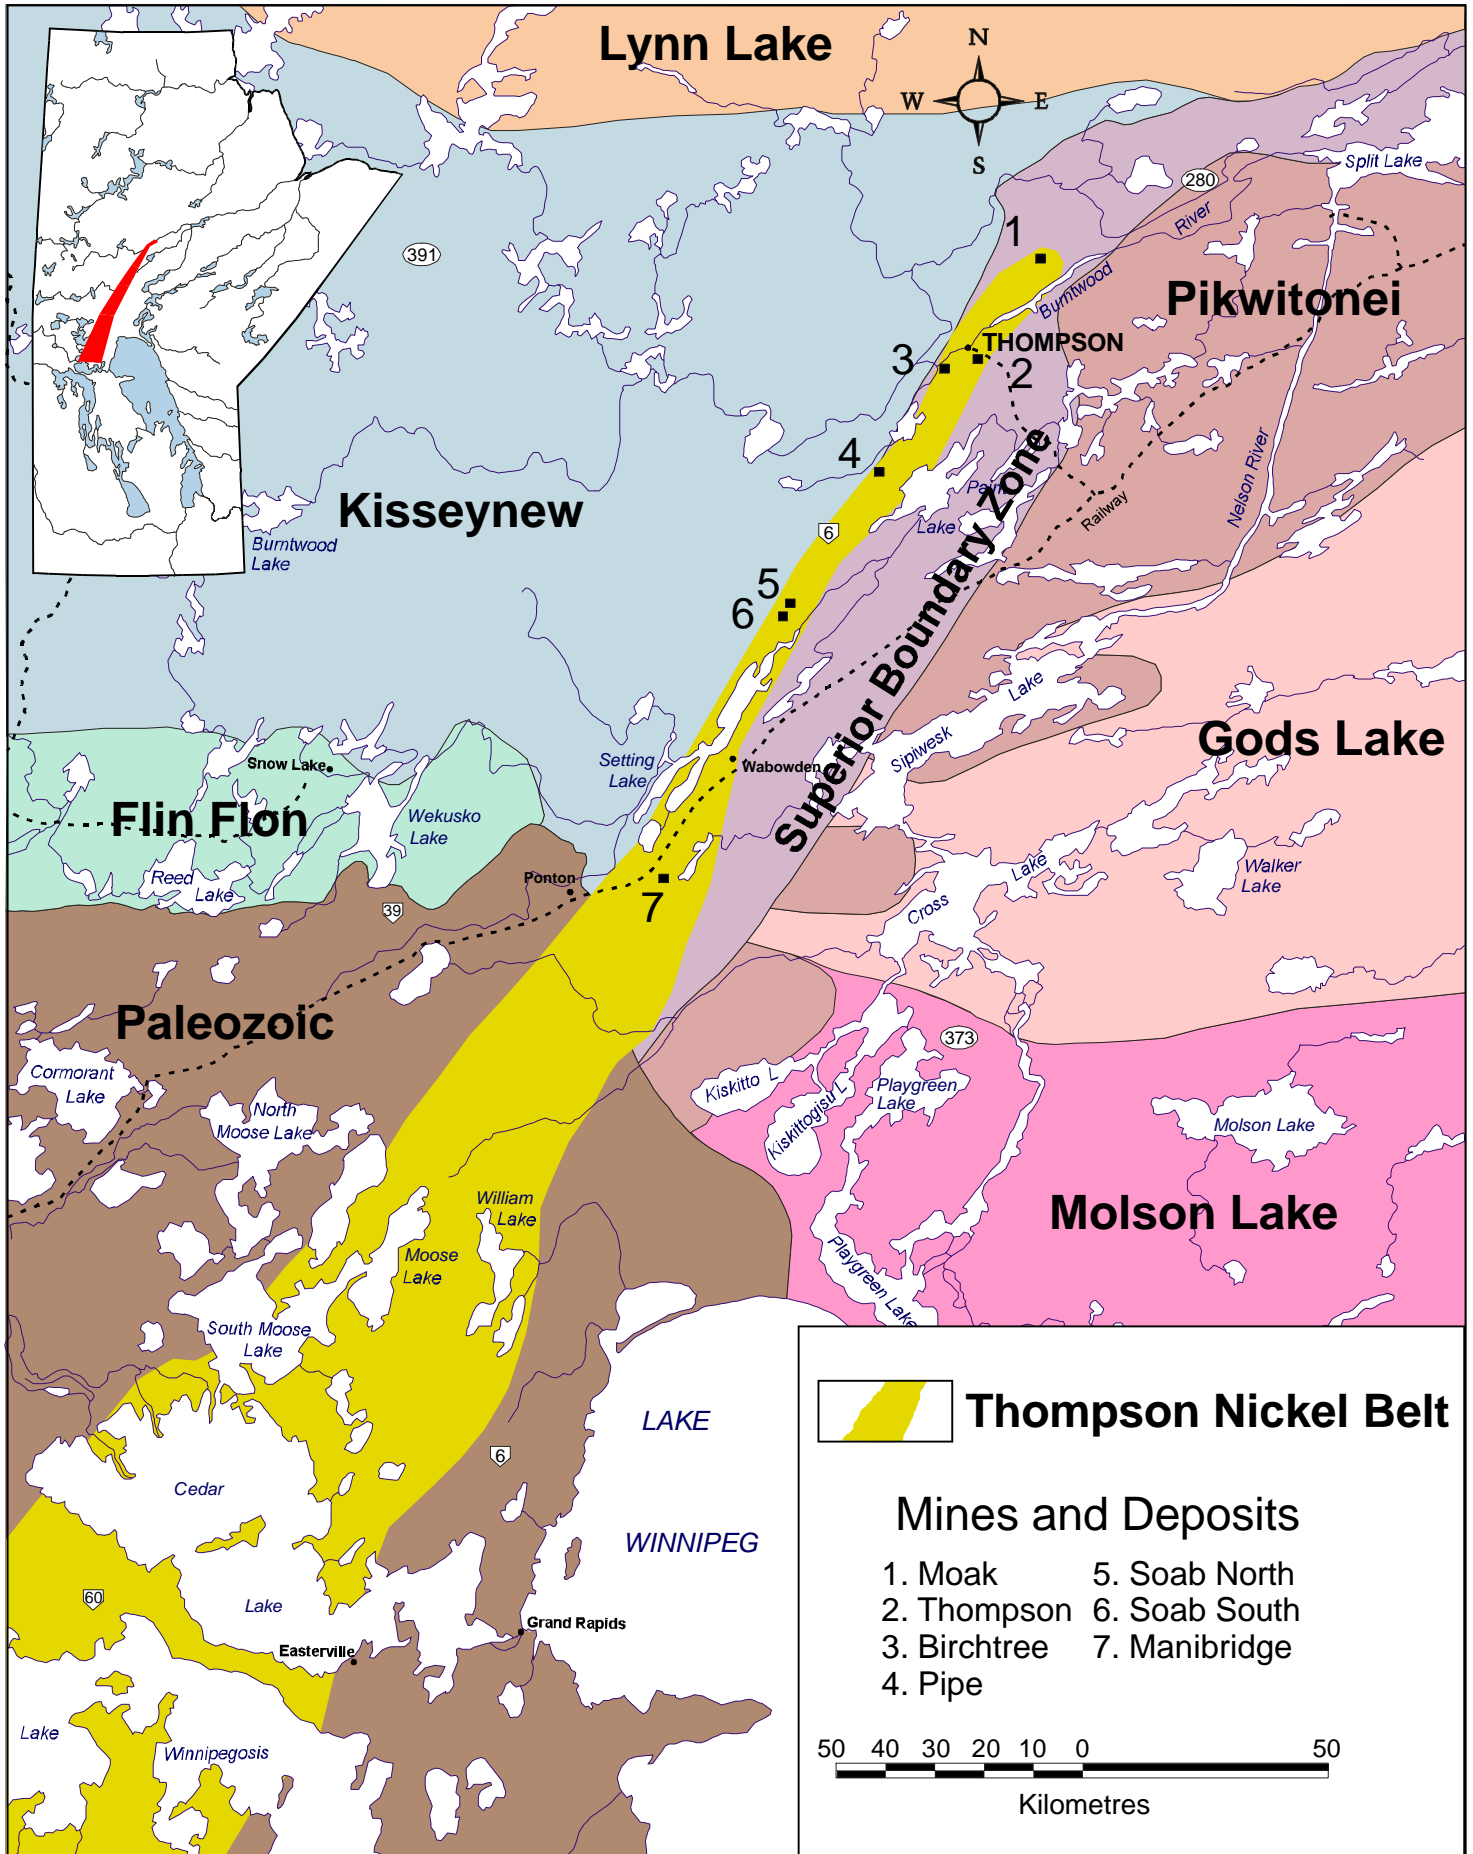 Lynn Lake
N
W
E
S
Split Lake
280
River
1
391
Burntwood
Pikwitonei
THOMPSON
3
2
4
Nelson River
Kisseynew
Paint
Lake
Railway
6
Burntwood
Lake
5
6
Superior Boundary Zone
Lake
Sipiwesk
Gods Lake
Setting
Lake
Wabowden
Snow Lake
Flin Flon
Wekusko
Lake
Reed
Lake
Ponton
7
39
Lake
Cross
Walker
Lake
Paleozoic
373
Cormorant
Lake
Kiskitto L
Kiskittogisu L
Playgreen
Lake
North
Moose Lake
Molson Lake
William
Lake
Molson Lake
Moose
Lake
Playgreen Lake
South Moose
Lake
LAKE
WINNIPEG
6
Cedar
Lake
60
Grand Rapids
Easterville
Lake
Winnipegosis
Thompson Nickel Belt
Mines and Deposits
1. Moak
2. Thompson
3. Birchtree
4. Pipe
5. Soab North
6. Soab South
7. Manibridge
50 40 30 20 10 0 50
Kilometres